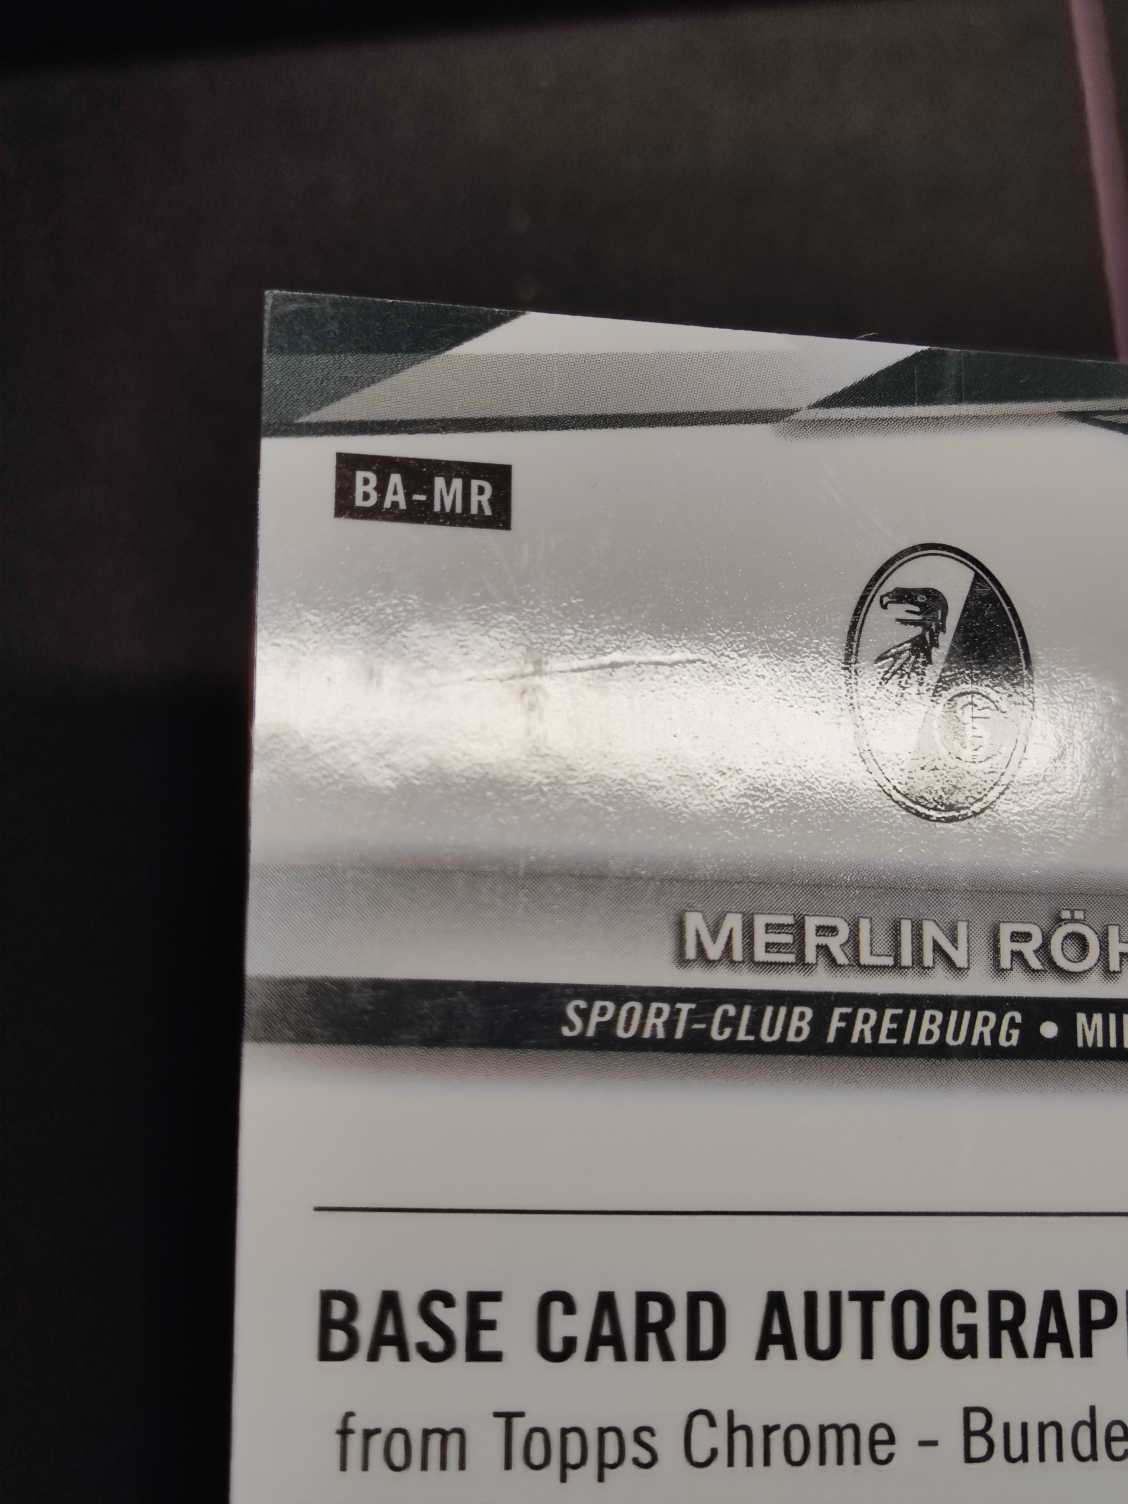 BA-MR
MERLIN RÖH
SPORT-CLUB FREIBURG • MI
BASE CARD AUTOGRAP
from Topps Chrome - Bunde